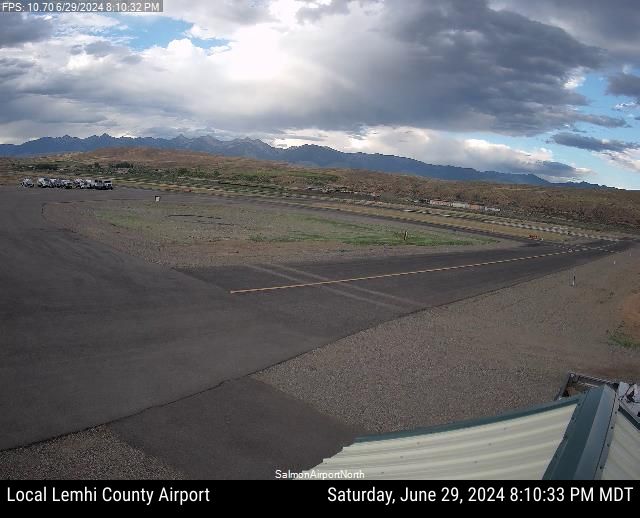 FPS: 10.70 6/29/2024 8:10:32 PM
SalmonAirportNorth
Local Lemhi County Airport
Saturday, June 29, 2024 8:10:33 PM MDT